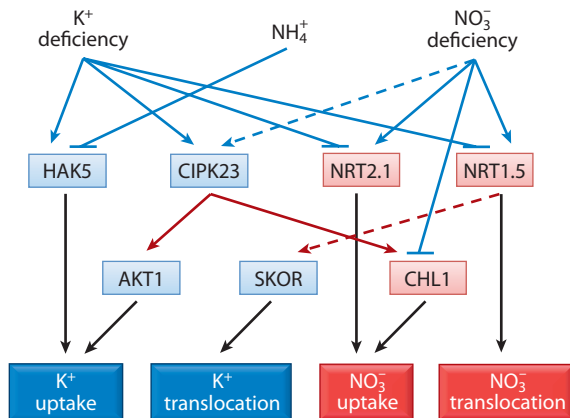 K⁺
deficiency
NH₄⁺
NO₃⁻
deficiency
HAK5
CIPK23
NRT2.1
NRT1.5
AKT1
SKOR
CHL1
K⁺
uptake
K⁺
translocation
NO₃⁻
uptake
NO₃⁻
translocation